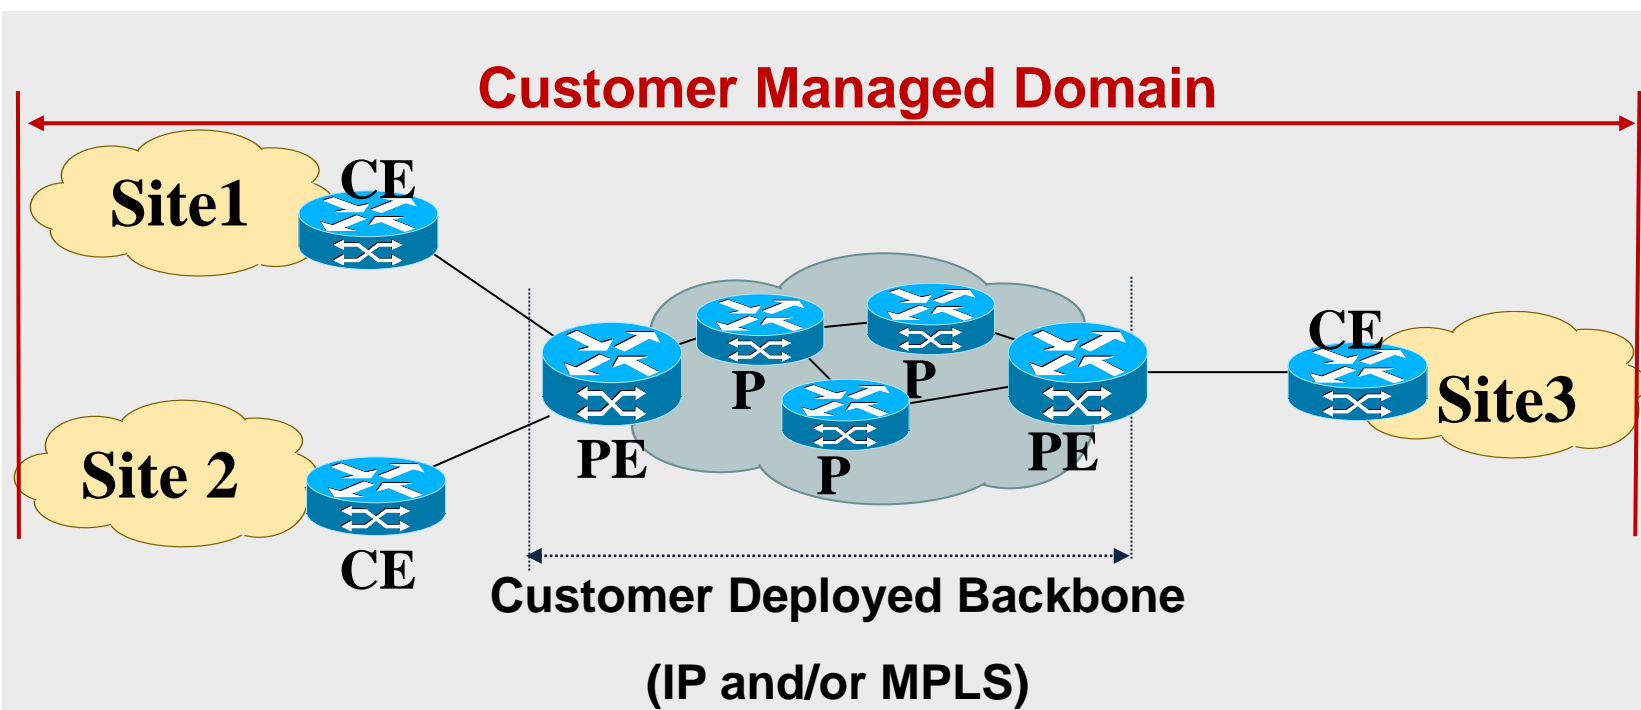 Customer Managed Domain
CE
Site1
CE
Site3
P
P
PE
PE
Site 2
P
CE
Customer Deployed Backbone
(IP and/or MPLS)